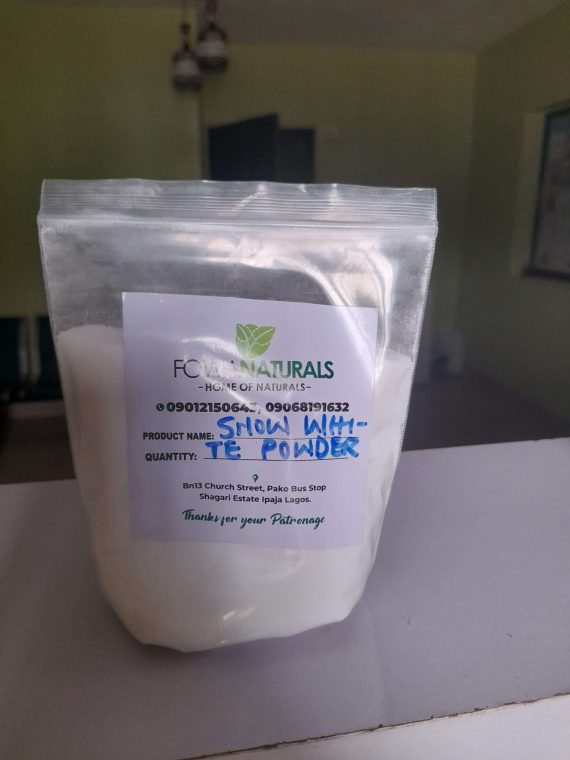 FOWANATURALS
-HOME OF NATURALS-
09012150645, 09068191632
PRODUCT NAME: SNOW WHI-
QUANTITY: TE POWDER
Bn13 Church Street, Pako Bus Stop
Shagari Estate Ipaja Lagos.
Thanks for your Patronage